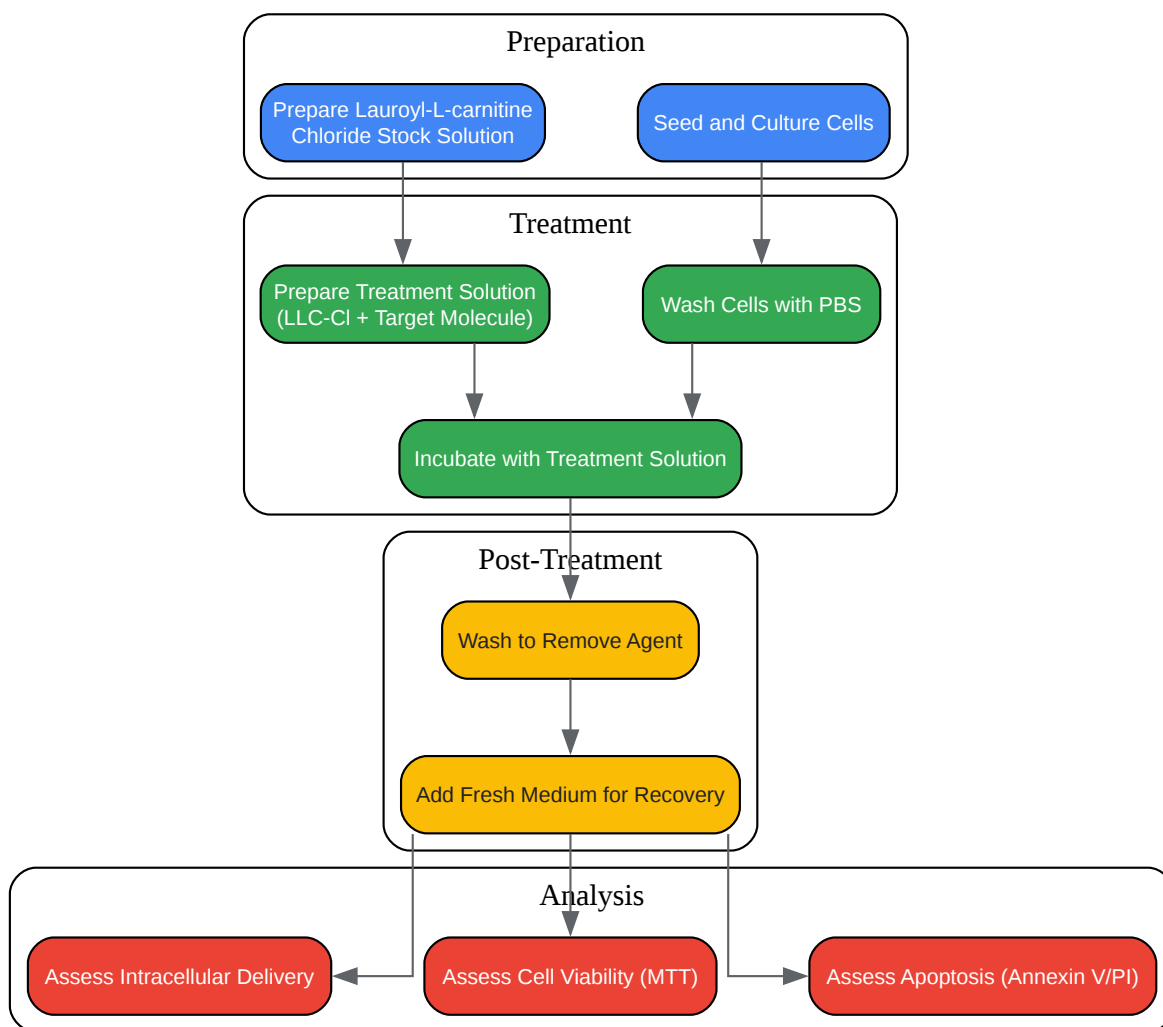 Preparation
Prepare Lauroyl-L-carnitine
Chloride Stock Solution
Seed and Culture Cells
Treatment
Prepare Treatment Solution
(LLC-Cl + Target Molecule)
Wash Cells with PBS
Incubate with Treatment Solution
Post-Treatment
Wash to Remove Agent
Add Fresh Medium for Recovery
Analysis
Assess Intracellular Delivery
Assess Cell Viability (MTT)
Assess Apoptosis (Annexin V/PI)